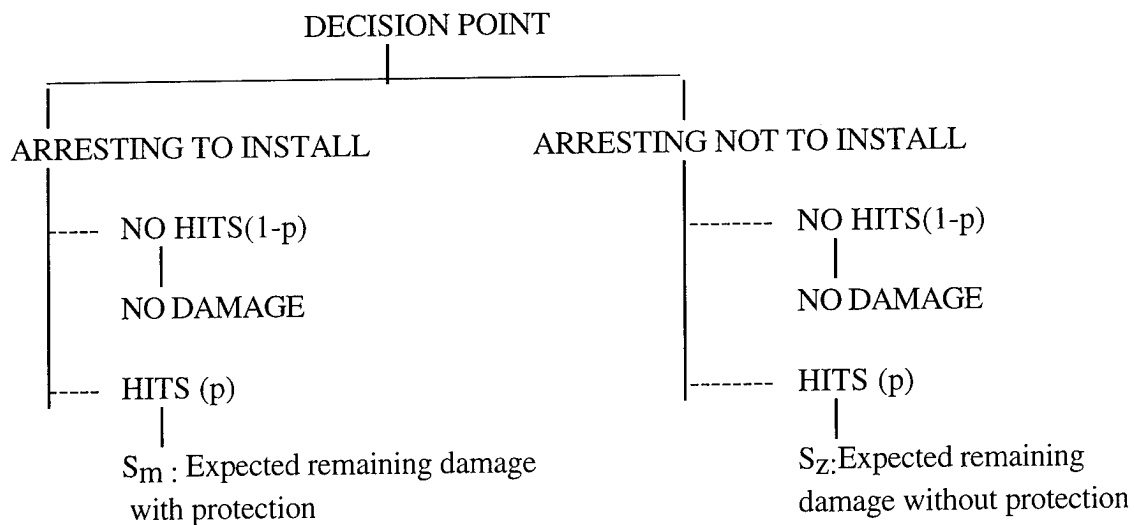 DECISION POINT
ARRESTING TO INSTALL
NO HITS(1-p)
NO DAMAGE
HITS (p)
Sm : Expected remaining damage
with protection
ARRESTING NOT TO INSTALL
NO HITS(1-p)
NO DAMAGE
HITS (p)
Sz:Expected remaining
damage without protection